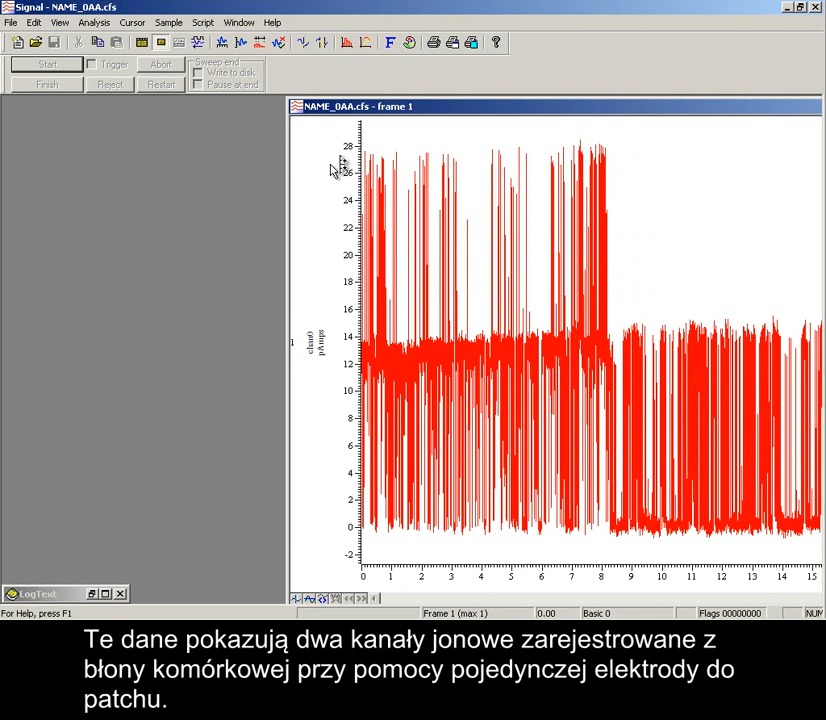 Signal - NAME_0AA.cfs
File Edit View Analysis Cursor Sample Script Window Help
Start Trigger Abort Sweep end
Write to disk
Finish Reject Restart Pause at end
NAME_0AA.cfs - frame 1
28
26
24
22
20
18
16
14
12
10
8
6
4
2
0
-2
1
chan0
pAmps
0 1 2 3 4 5 6 7 8 9 10 11 12 13 14 15
LogText
For Help, press F1 Frame 1 (max 1) 0.00 Basic 0 Flags 00000000 NUM
Te dane pokazują dwa kanały jonowe zarejestrowane z
błony komórkowej przy pomocy pojedynczej elektrody do
patchu.